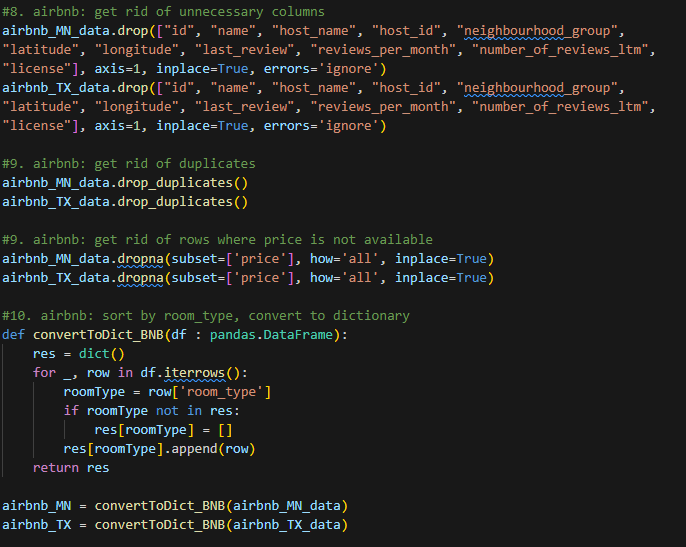 #8. airbnb: get rid of unnecessary columns
airbnb_MN_data.drop(["id", "name", "host_name", "host_id", "neighbourhood_group",
"latitude", "longitude", "last_review", "reviews_per_month", "number_of_reviews_ltm",
"license"], axis=1, inplace=True, errors='ignore')
airbnb_TX_data.drop(["id", "name", "host_name", "host_id", "neighbourhood_group",
"latitude", "longitude", "last_review", "reviews_per_month", "number_of_reviews_ltm",
"license"], axis=1, inplace=True, errors='ignore')

#9. airbnb: get rid of duplicates
airbnb_MN_data.drop_duplicates()
airbnb_TX_data.drop_duplicates()

#9. airbnb: get rid of rows where price is not available
airbnb_MN_data.dropna(subset=['price'], how='all', inplace=True)
airbnb_TX_data.dropna(subset=['price'], how='all', inplace=True)

#10. airbnb: sort by room_type, convert to dictionary
def convertToDict_BNB(df : pandas.DataFrame):
    res = dict()
    for _, row in df.iterrows():
        roomType = row['room_type']
        if roomType not in res:
            res[roomType] = []
        res[roomType].append(row)
    return res

airbnb_MN = convertToDict_BNB(airbnb_MN_data)
airbnb_TX = convertToDict_BNB(airbnb_TX_data)